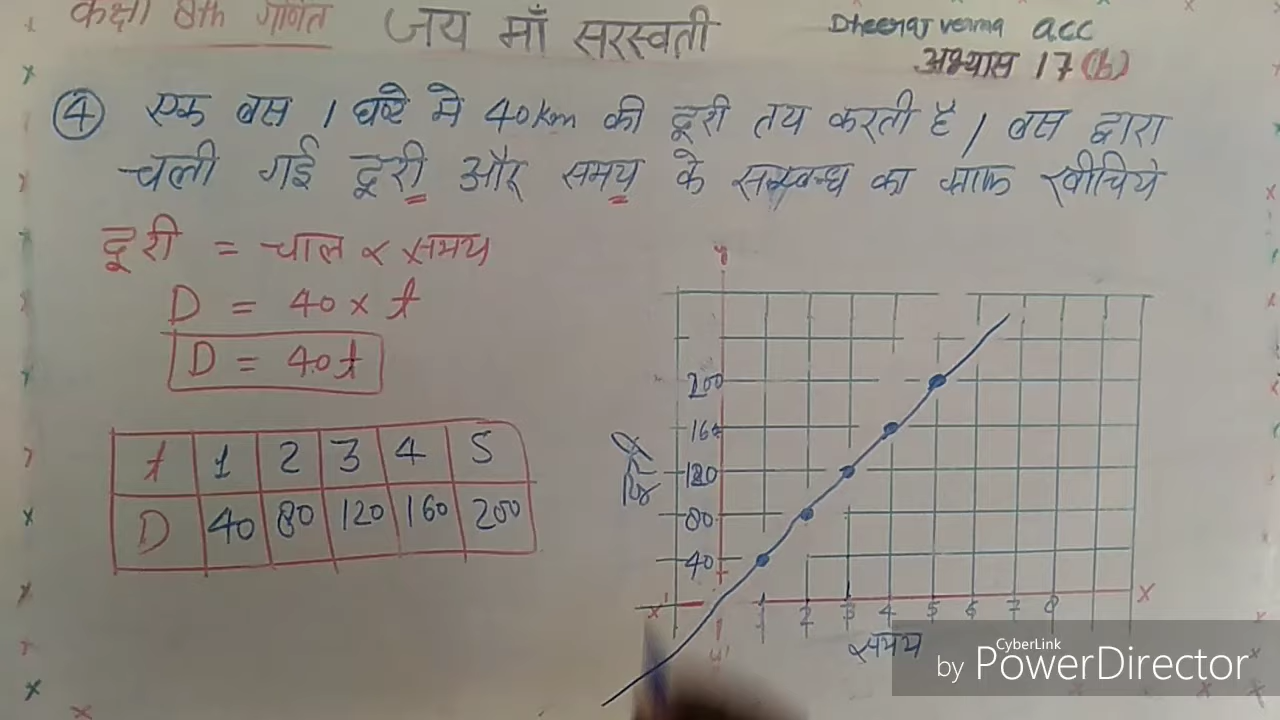 कक्षा 8th गणित
जय माँ सरस्वती
Dheeraj verma acc
अभ्यास 17(b)
④ एक बस 1 घण्टे मे 40km की दूरी तय करती है। बस द्वारा
चली गई दूरी और समय के सम्बन्ध का ग्राफ खीचिये
दूरी = चाल × समय
D = 40 × t
D = 40t
t 1 2 3 4 5
D 40 80 120 160 200
y
200
160
120
80
40
दूरी
x' 1 2 3 4 5 6 7 8 x
y'
समय
CyberLink
by PowerDirector